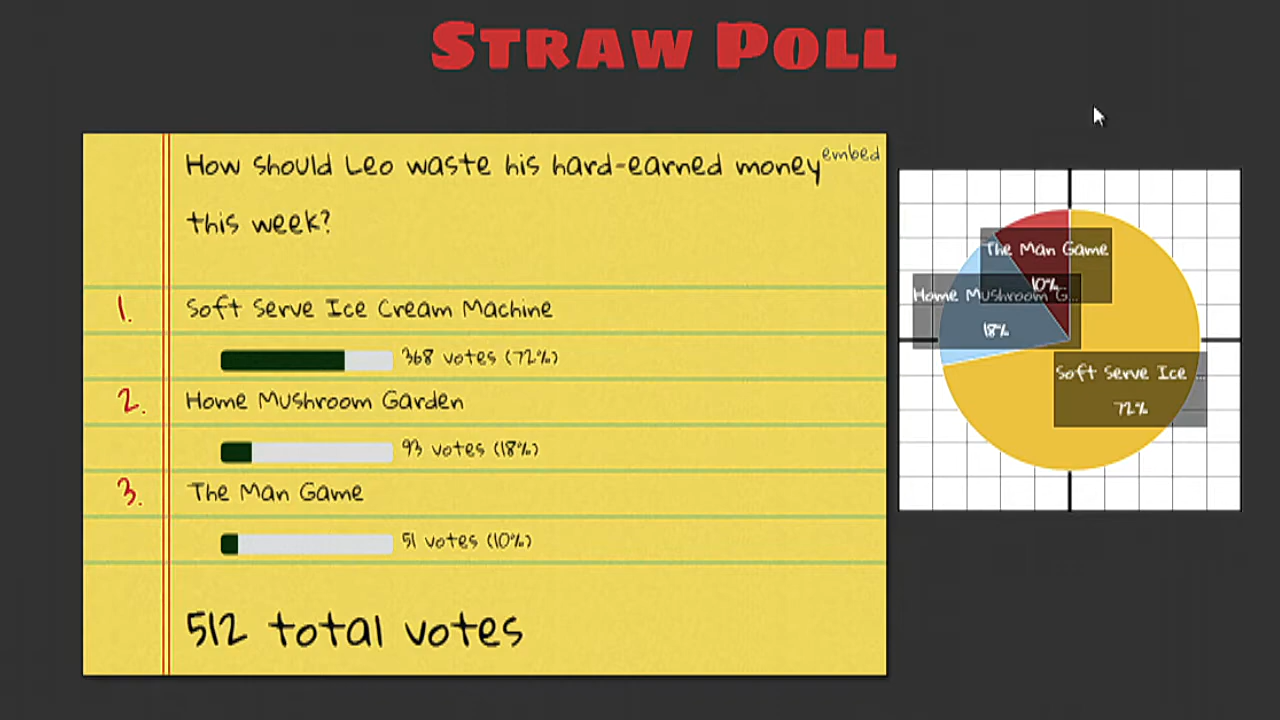 STRAW POLL
How should Leo waste his hard-earned money
embed
this week?
1. Soft Serve Ice Cream Machine
368 votes (72%)
2. Home Mushroom Garden
93 votes (18%)
3. The Man Game
51 votes (10%)
512 total votes
The Man Game
10%
Home Mushroom G...
18%
Soft Serve Ice ...
72%